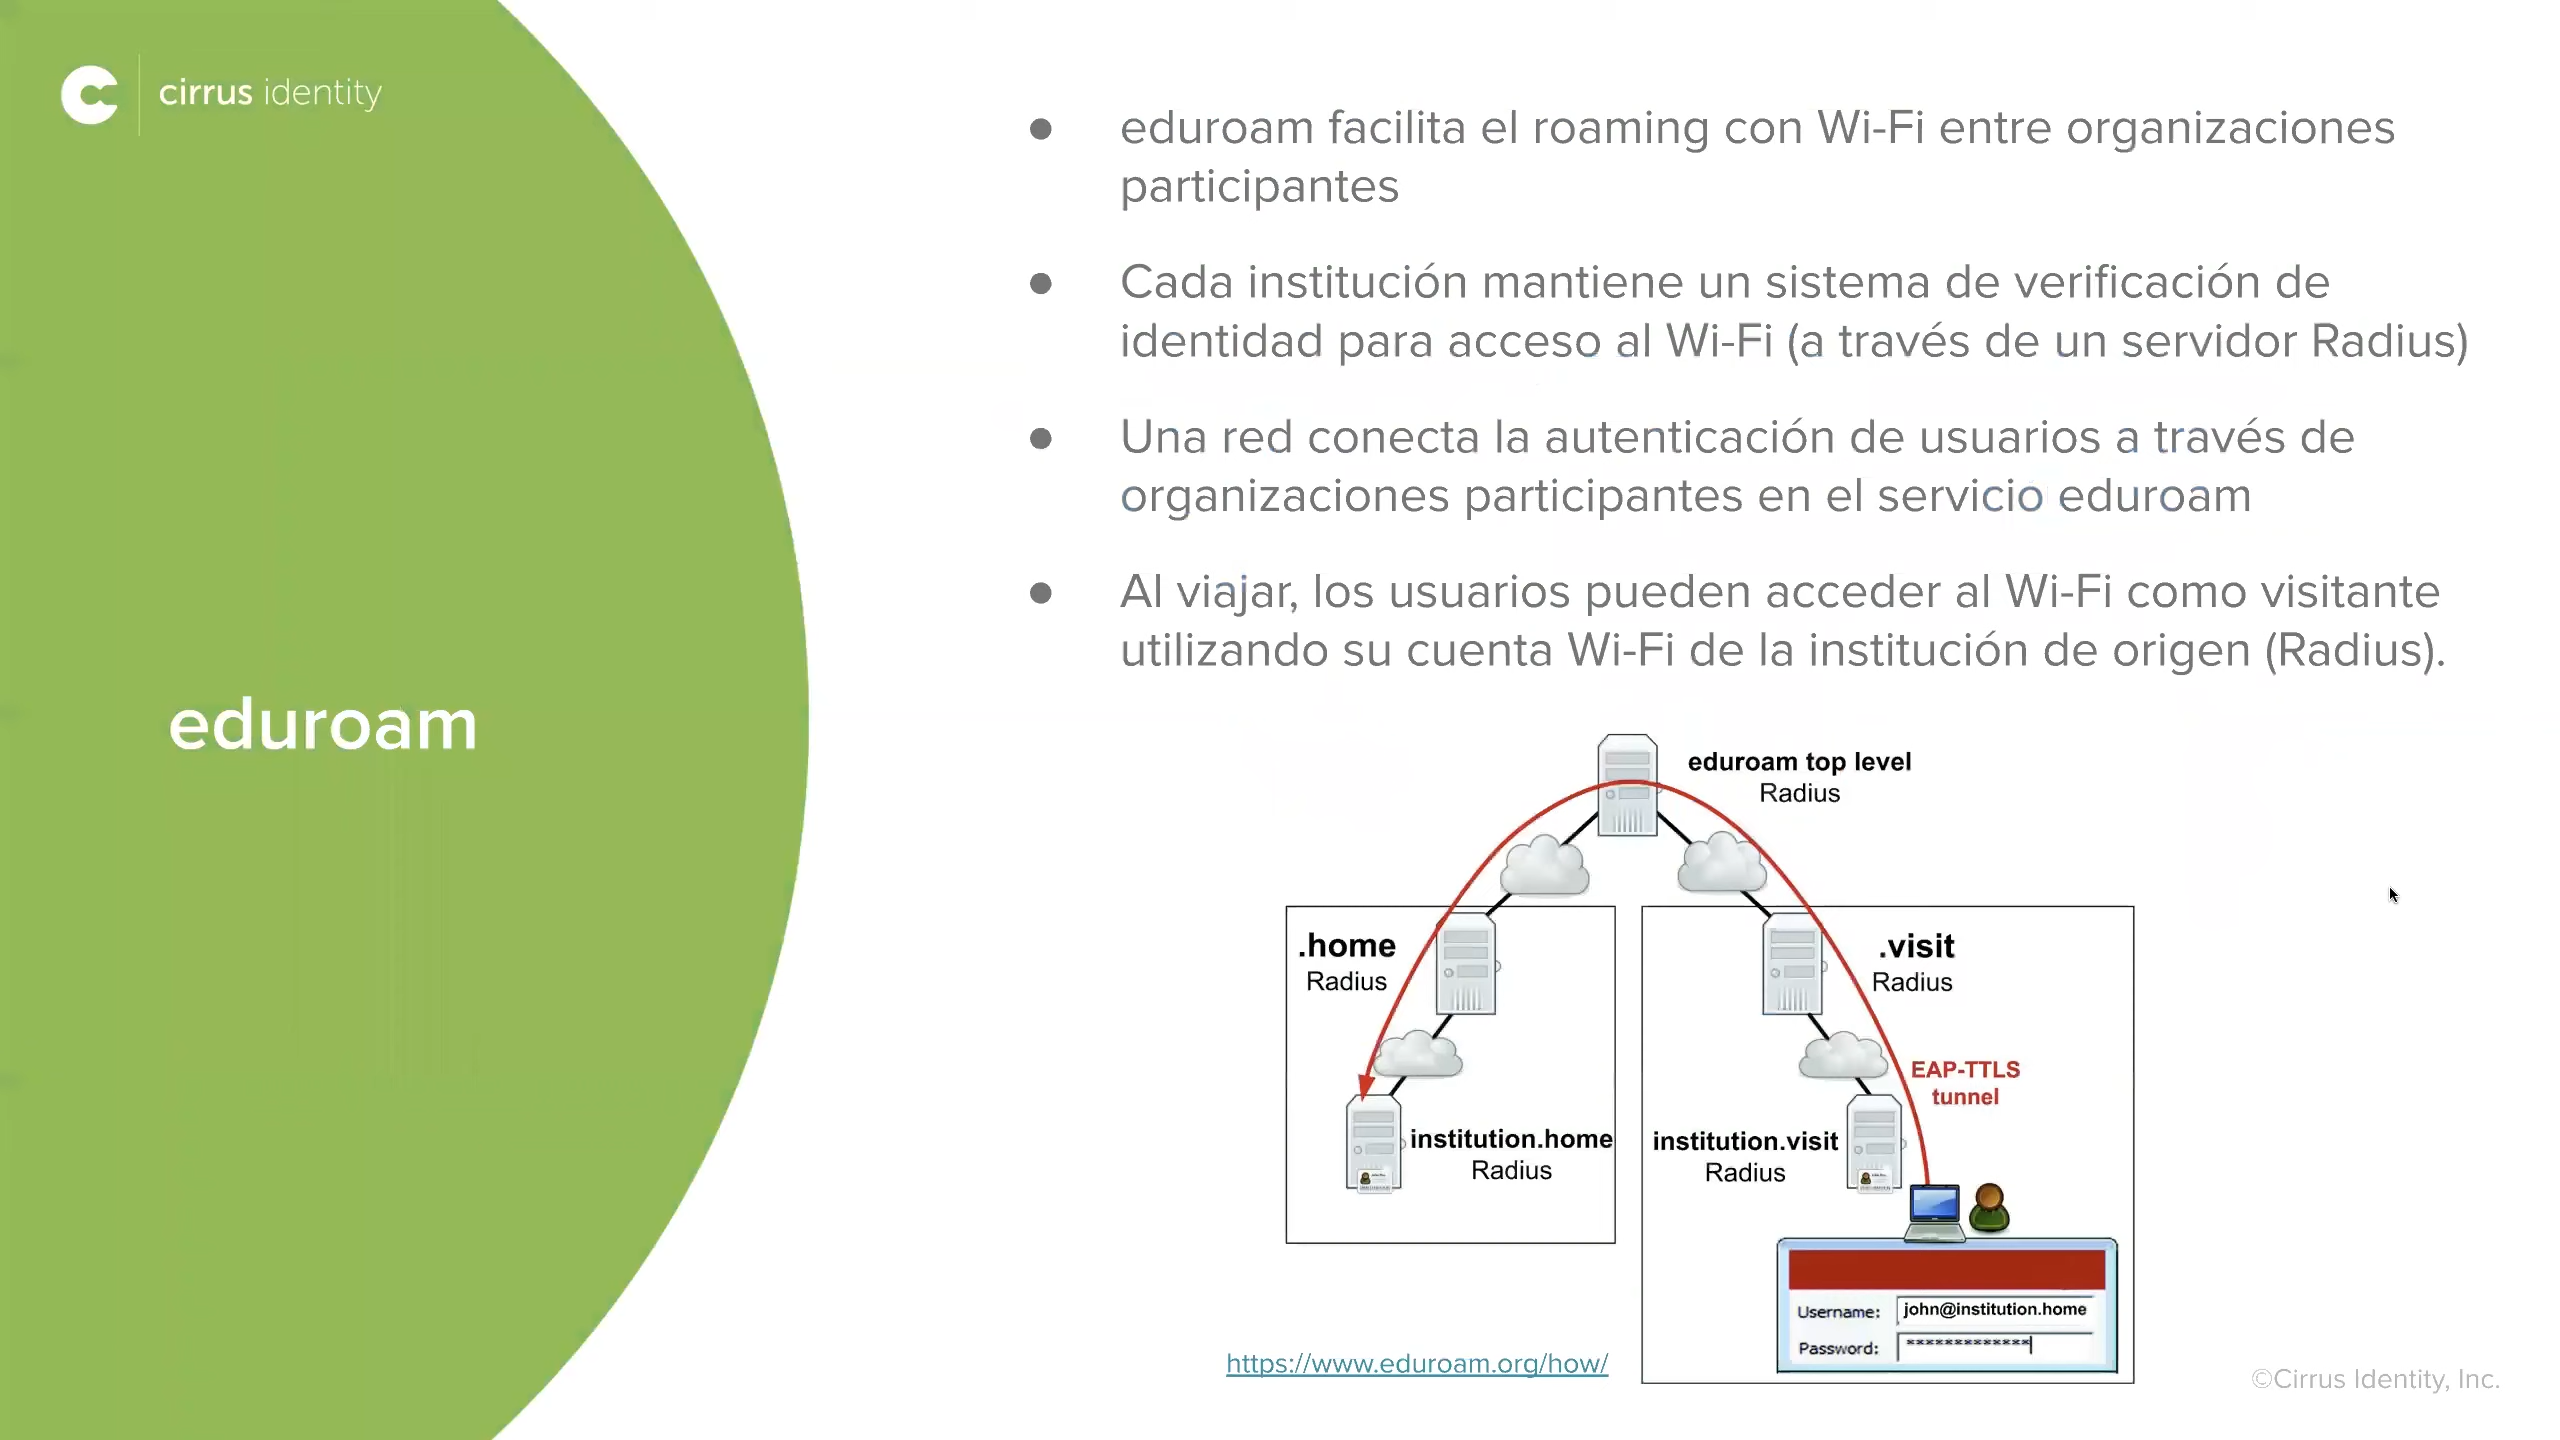 cirrus identity
eduroam
● eduroam facilita el roaming con Wi-Fi entre organizaciones
participantes
● Cada institución mantiene un sistema de verificación de
identidad para acceso al Wi-Fi (a través de un servidor Radius)
● Una red conecta la autenticación de usuarios a través de
organizaciones participantes en el servicio eduroam
● Al viajar, los usuarios pueden acceder al Wi-Fi como visitante
utilizando su cuenta Wi-Fi de la institución de origen (Radius).
eduroam top level
Radius
.home
Radius
.visit
Radius
EAP-TTLS
tunnel
institution.home
Radius
institution.visit
Radius
Username: john@institution.home
Password: *************
https://www.eduroam.org/how/
©Cirrus Identity, Inc.